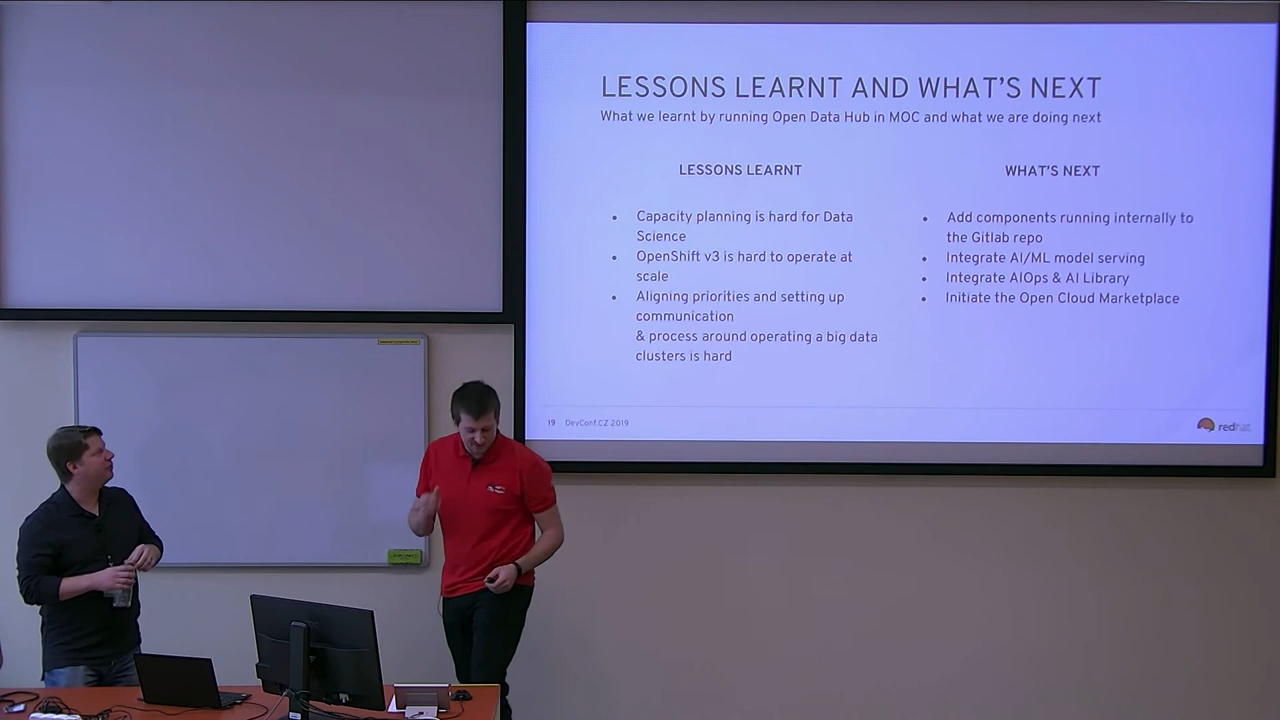 LESSONS LEARNT AND WHAT'S NEXT
What we learnt by running Open Data Hub in MOC and what we are doing next
LESSONS LEARNT
• Capacity planning is hard for Data
Science
• OpenShift v3 is hard to operate at
scale
• Aligning priorities and setting up
communication
& process around operating a big data
clusters is hard
WHAT'S NEXT
• Add components running internally to
the Gitlab repo
• Integrate AI/ML model serving
• Integrate AIOps & AI Library
• Initiate the Open Cloud Marketplace
19 DevConf.CZ 2019
redhat